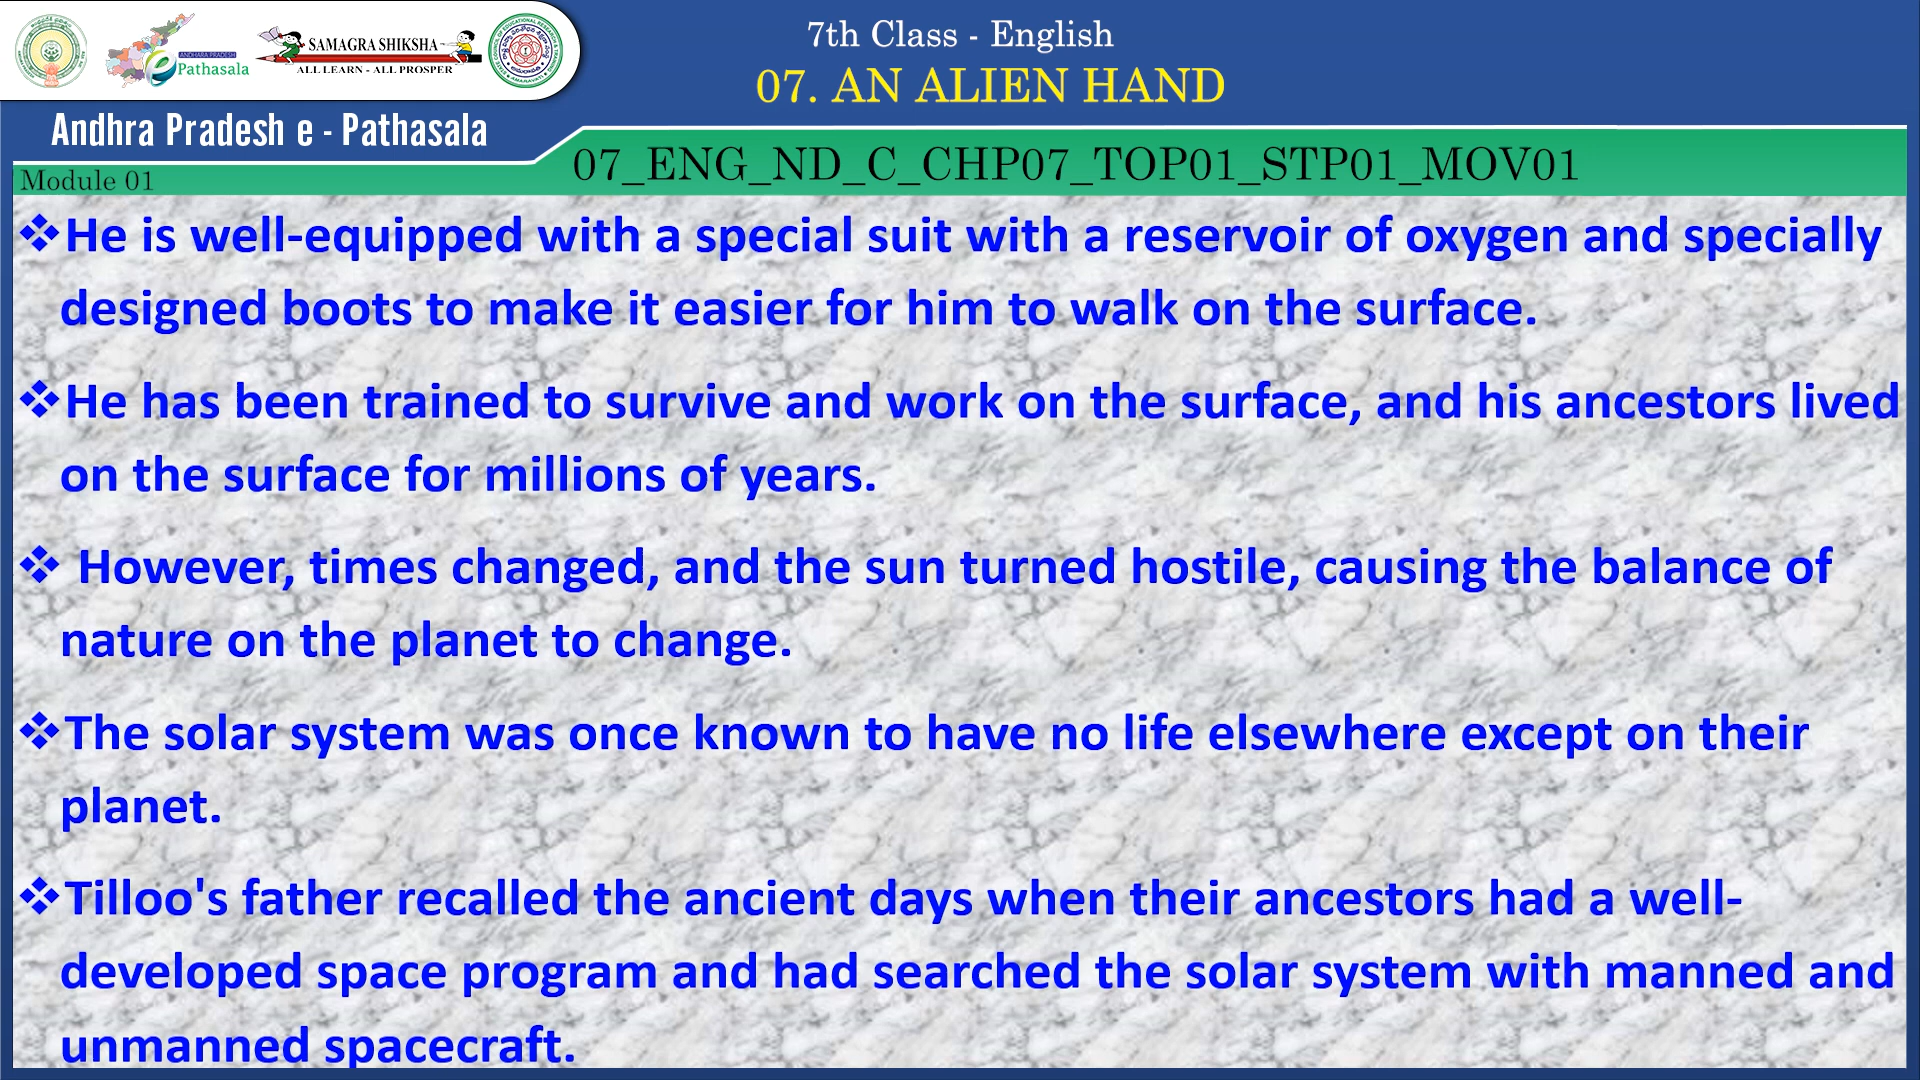 7th Class - English
07. AN ALIEN HAND
ANDHRA PRADESH
e Pathasala
SAMAGRA SHIKSHA
ALL LEARN - ALL PROSPER
Andhra Pradesh e - Pathasala
07_ENG_ND_C_CHP07_TOP01_STP01_MOV01
Module 01
❖He is well-equipped with a special suit with a reservoir of oxygen and specially
designed boots to make it easier for him to walk on the surface.
❖He has been trained to survive and work on the surface, and his ancestors lived
on the surface for millions of years.
❖ However, times changed, and the sun turned hostile, causing the balance of
nature on the planet to change.
❖The solar system was once known to have no life elsewhere except on their
planet.
❖Tilloo's father recalled the ancient days when their ancestors had a well-
developed space program and had searched the solar system with manned and
unmanned spacecraft.